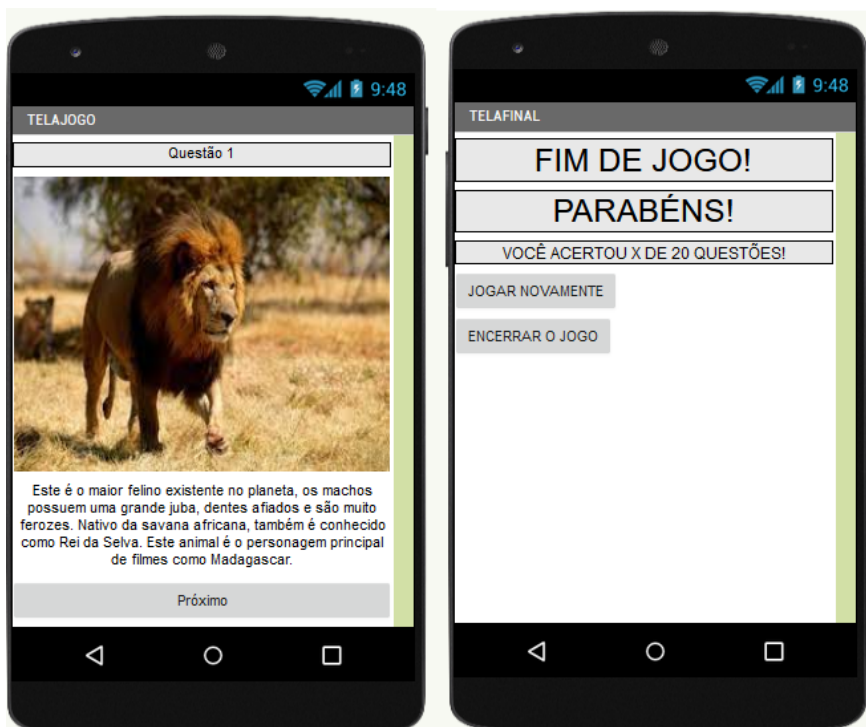 9:48
TELAJOGO
Questão 1
Este é o maior felino existente no planeta, os machos
possuem uma grande juba, dentes afiados e são muito
ferozes. Nativo da savana africana, também é conhecido
como Rei da Selva. Este animal é o personagem principal
de filmes como Madagascar.
Próximo
9:48
TELAFINAL
FIM DE JOGO!
PARABÉNS!
VOCÊ ACERTOU X DE 20 QUESTÕES!
JOGAR NOVAMENTE
ENCERRAR O JOGO